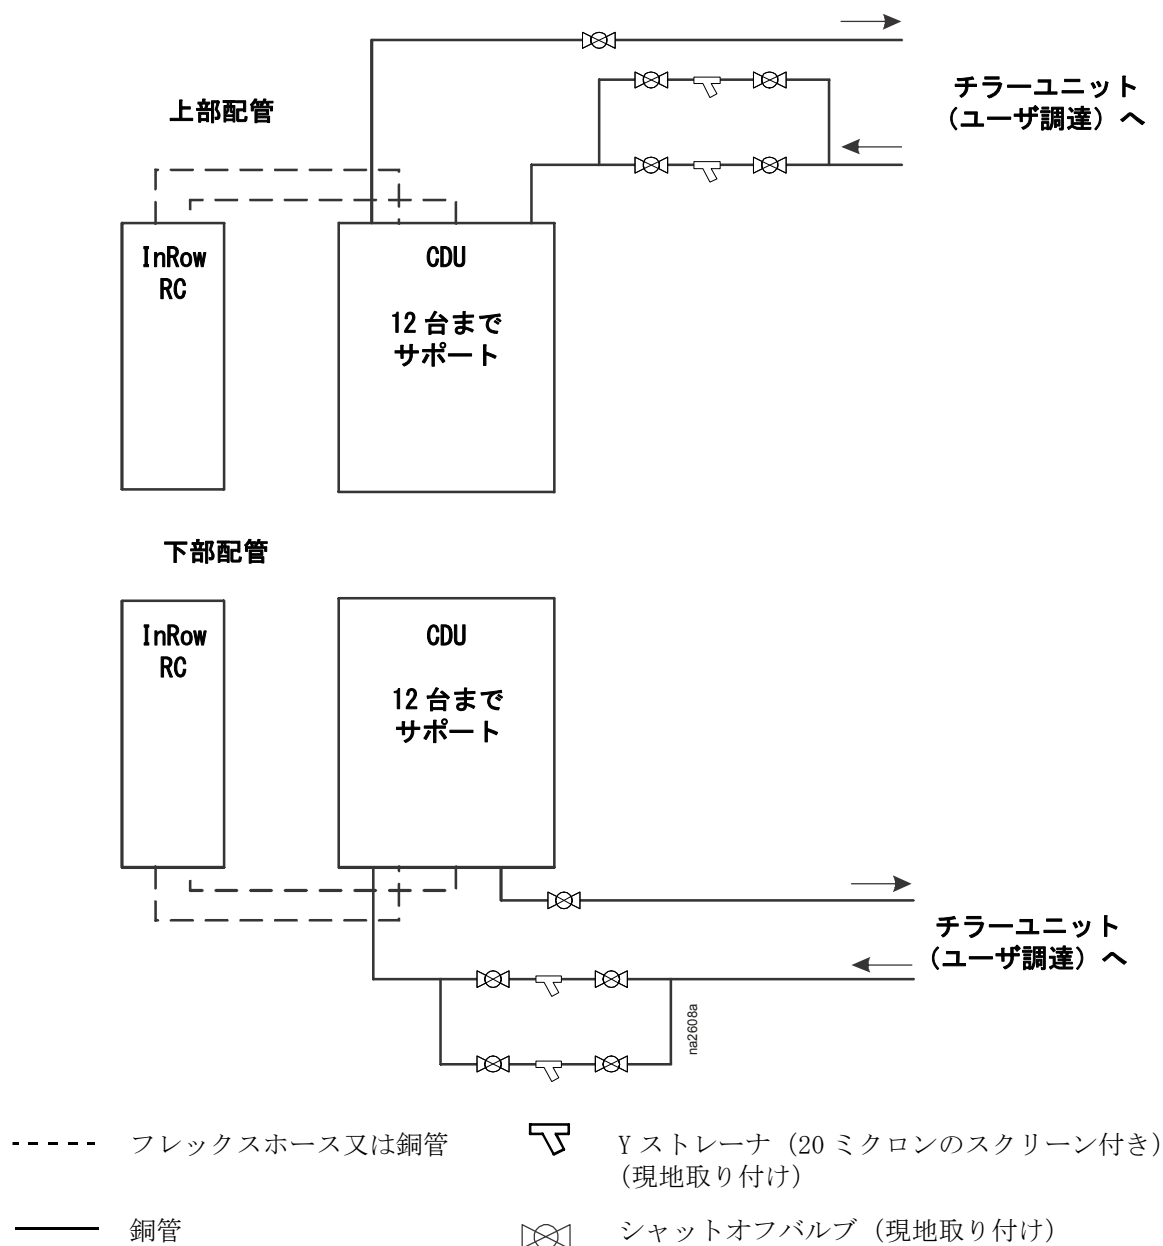 上部配管
チラーユニット
(ユーザ調達) へ
InRow
RC
CDU
12 台まで
サポート
下部配管
InRow
RC
CDU
12 台まで
サポート
チラーユニット
(ユーザ調達) へ
na2608a
フレックスホース又は銅管
Y ストレーナ (20 ミクロンのスクリーン付き)
(現地取り付け)
銅管
シャットオフバルブ (現地取り付け)